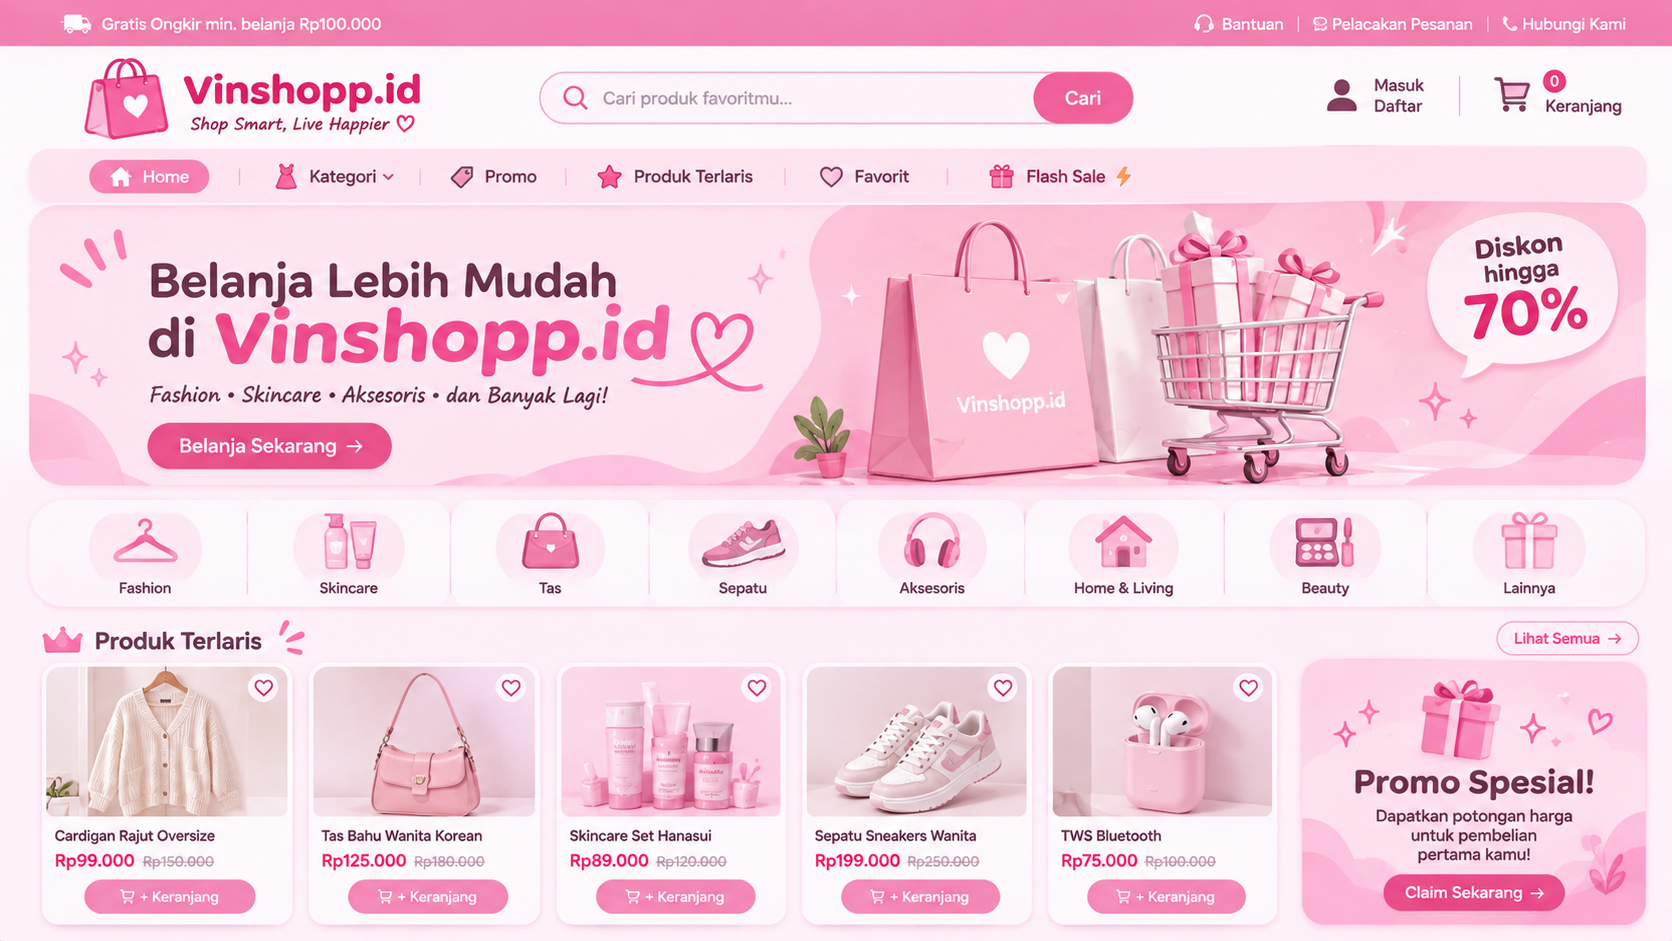 Gratis Ongkir min. belanja Rp100.000
Bantuan
Pelacakan Pesanan
Hubungi Kami
Vinshopp.id
Shop Smart, Live Happier
Cari produk favoritmu...
Cari
Masuk
Daftar
0
Keranjang
Home
Kategori
Promo
Produk Terlaris
Favorit
Flash Sale
Belanja Lebih Mudah
di Vinshopp.id
Fashion • Skincare • Aksesoris • dan Banyak Lagi!
Belanja Sekarang →
Vinshopp.id
Diskon
hingga
70%
Fashion
Skincare
Tas
Sepatu
Aksesoris
Home & Living
Beauty
Lainnya
Produk Terlaris
Lihat Semua →
Cardigan Rajut Oversize
Rp99.000 Rp150.000
+ Keranjang
Tas Bahu Wanita Korean
Rp125.000 Rp180.000
+ Keranjang
Skincare Set Hanasui
Rp89.000 Rp120.000
+ Keranjang
Sepatu Sneakers Wanita
Rp199.000 Rp250.000
+ Keranjang
TWS Bluetooth
Rp75.000 Rp100.000
+ Keranjang
Promo Spesial!
Dapatkan potongan harga
untuk pembelian
pertama kamu!
Claim Sekarang →